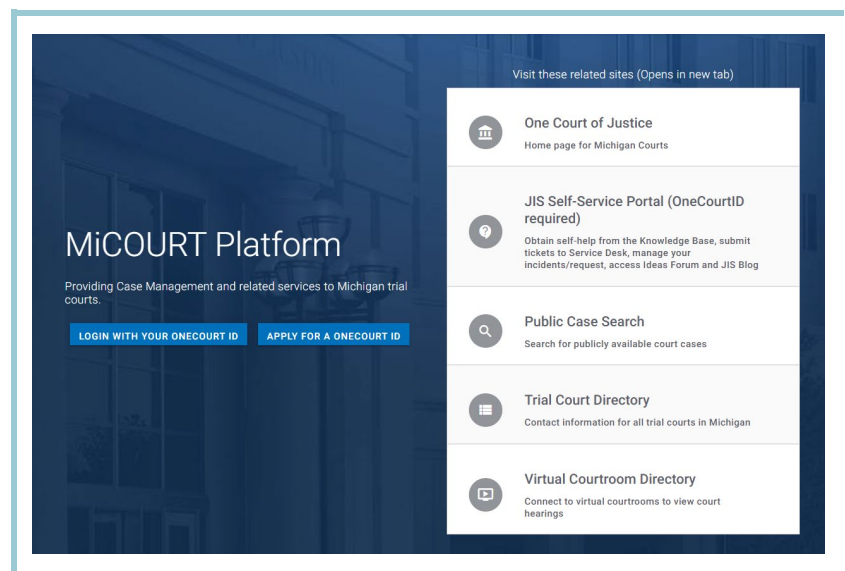 Visit these related sites (Opens in new tab)
One Court of Justice
Home page for Michigan Courts
JIS Self-Service Portal (OneCourtID
required)
Obtain self-help from the Knowledge Base, submit
tickets to Service Desk, manage your
incidents/request, access Ideas Forum and JIS Blog
MiCOURT Platform
Providing Case Management and related services to Michigan trial
courts.
LOGIN WITH YOUR ONECOURT ID
APPLY FOR A ONECOURT ID
Public Case Search
Search for publicly available court cases
Trial Court Directory
Contact information for all trial courts in Michigan
Virtual Courtroom Directory
Connect to virtual courtrooms to view court
hearings